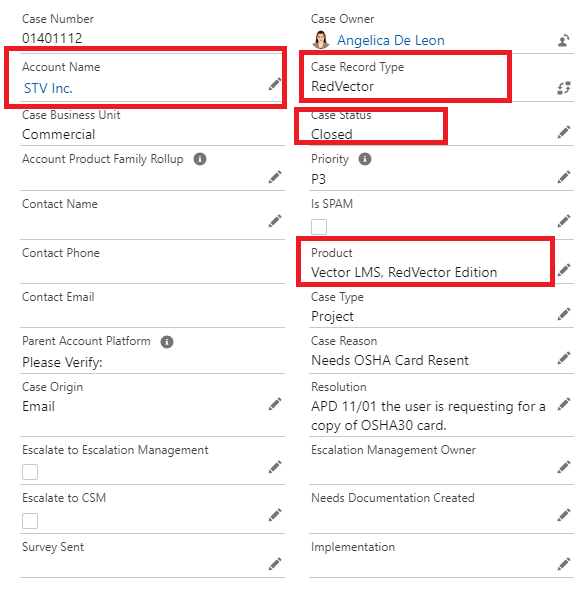 Case Number
01401112
Case Owner
Angelica De Leon
Account Name
STV Inc.
Case Record Type
RedVector
Case Business Unit
Commercial
Case Status
Closed
Account Product Family Rollup
Priority
P3
Contact Name
Is SPAM
Contact Phone
Product
Vector LMS, RedVector Edition
Contact Email
Case Type
Project
Parent Account Platform
Please Verify:
Case Reason
Needs OSHA Card Resent
Case Origin
Email
Resolution
APD 11/01 the user is requesting for a
copy of OSHA30 card.
Escalate to Escalation Management
Escalation Management Owner
Escalate to CSM
Needs Documentation Created
Survey Sent
Implementation